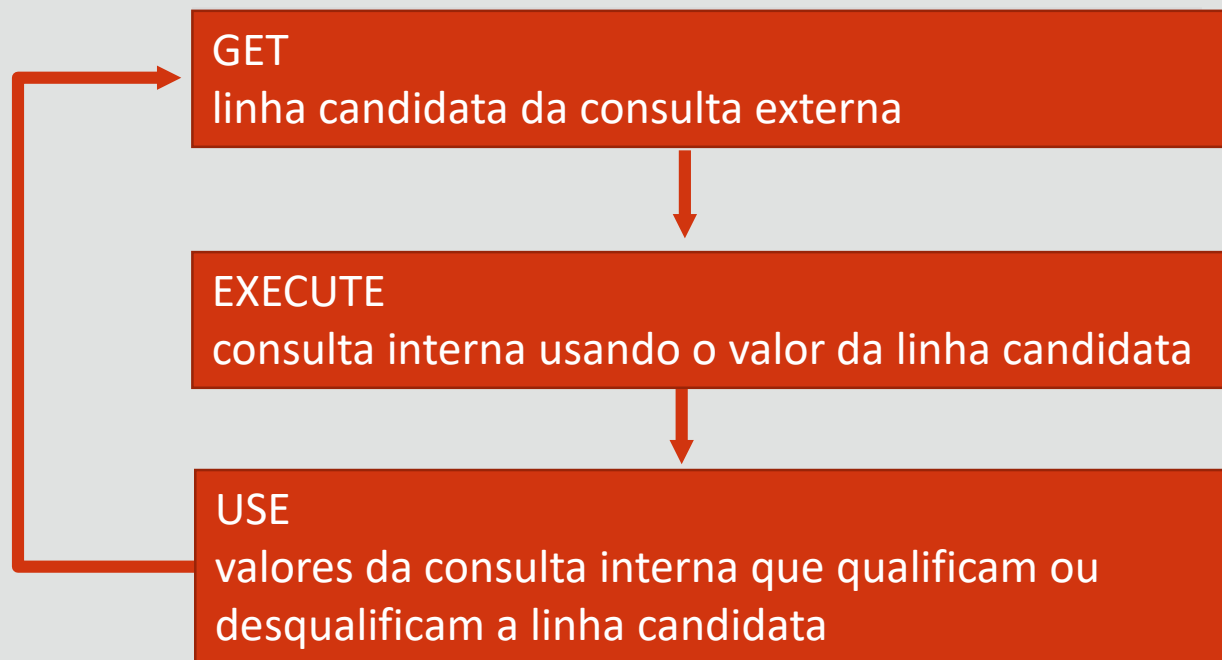 GET
linha candidata da consulta externa
EXECUTE
consulta interna usando o valor da linha candidata
USE
valores da consulta interna que qualificam ou
desqualificam a linha candidata